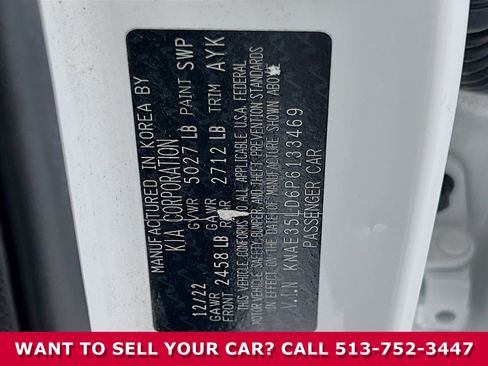 MANUFACTURED IN KOREA BY
KIA CORPORATION
12/22 GVWR 5027 LB PAINT SWP
GAWR FRONT 2458 LB GAWR REAR 2712 LB TRIM AYK
THIS VEHICLE CONFORMS TO ALL APPLICABLE U.S.A. FEDERAL
MOTOR VEHICLE SAFETY, BUMPER, AND THEFT PREVENTION STANDARDS
IN EFFECT ON THE DATE OF MANUFACTURE SHOWN ABOVE
V.I.N KNAE35LD6P6133469
PASSENGER CAR
WANT TO SELL YOUR CAR? CALL 513-752-3447